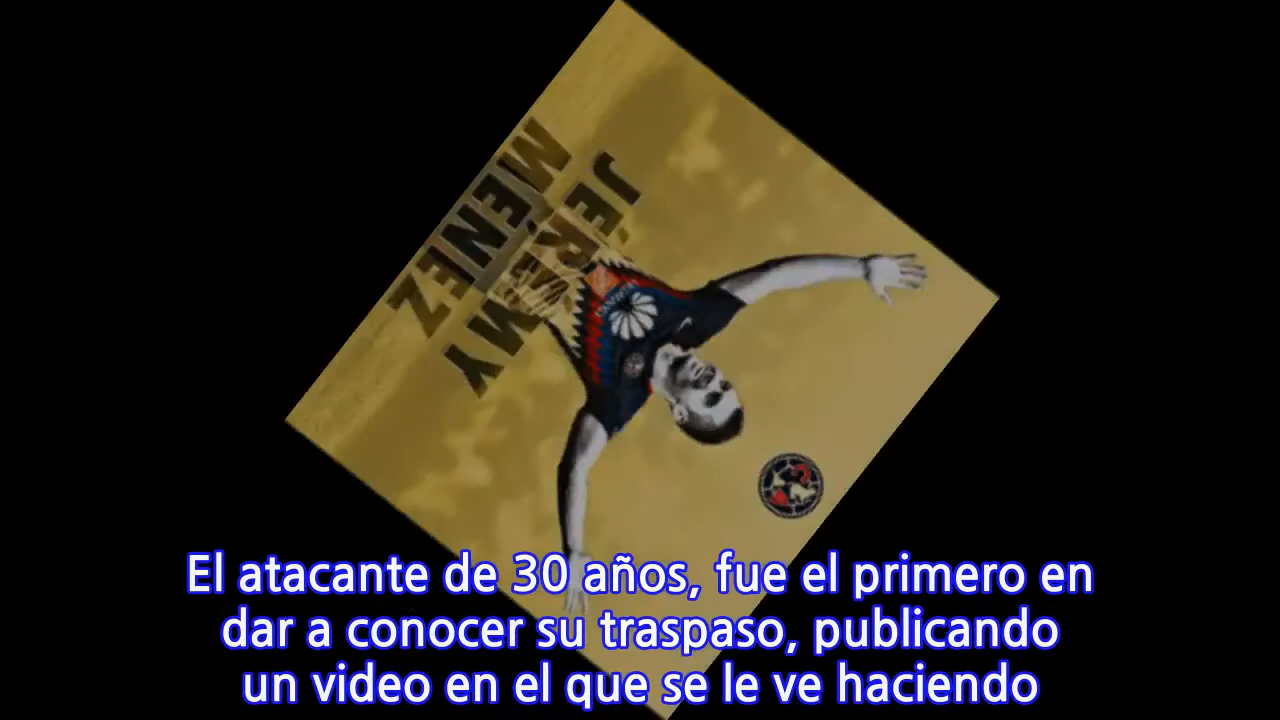 JÉRÉMY
MÉNEZ
El atacante de 30 años, fue el primero en
dar a conocer su traspaso, publicando
un video en el que se le ve haciendo